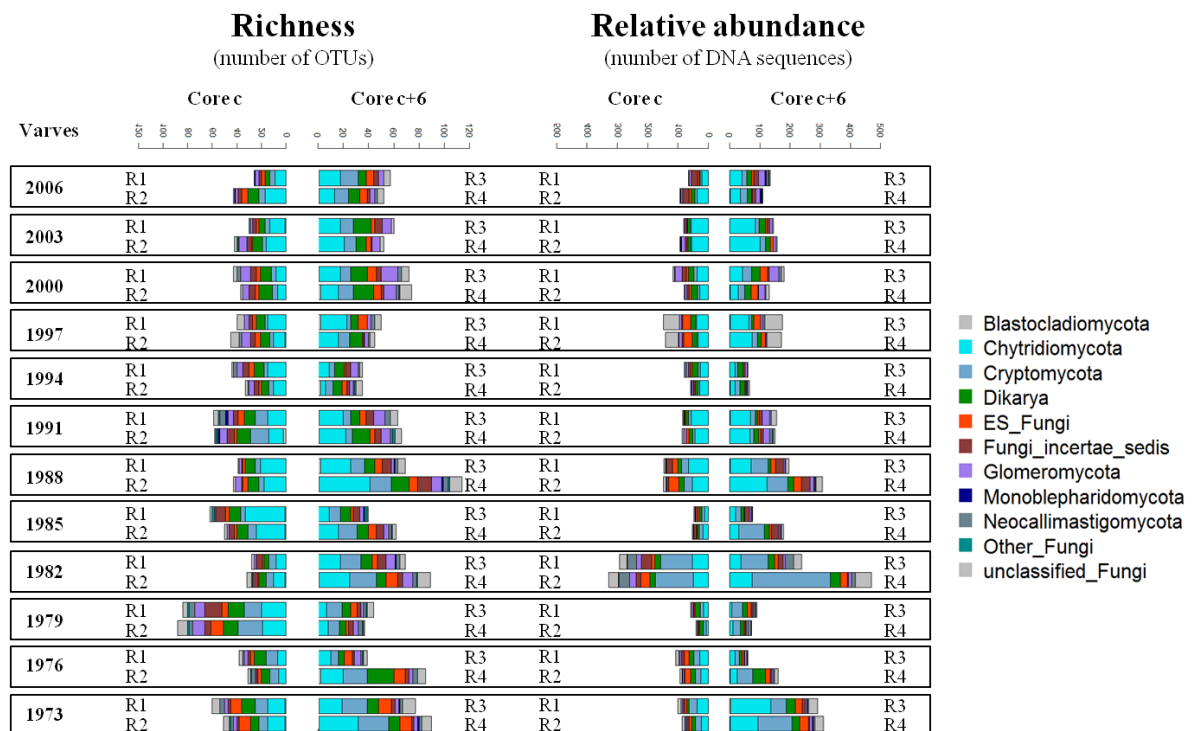 Richness
(number of OTUs)
Relative abundance
(number of DNA sequences)
Core c
Core c+6
Core c
Core c+6
Varves
120 100 80 60 40 20 0
0 20 40 60 80 100 120
500 400 300 200 100 0
0 100 200 300 400 500
2006
R1 R3 R1 R3
R2 R4 R2 R4
2003
R1 R3 R1 R3
R2 R4 R2 R4
2000
R1 R3 R1 R3
R2 R4 R2 R4
1997
R1 R3 R1 R3
R2 R4 R2 R4
1994
R1 R3 R1 R3
R2 R4 R2 R4
1991
R1 R3 R1 R3
R2 R4 R2 R4
1988
R1 R3 R1 R3
R2 R4 R2 R4
1985
R1 R3 R1 R3
R2 R4 R2 R4
1982
R1 R3 R1 R3
R2 R4 R2 R4
1979
R1 R3 R1 R3
R2 R4 R2 R4
1976
R1 R3 R1 R3
R2 R4 R2 R4
1973
R1 R3 R1 R3
R2 R4 R2 R4
Blastocladiomycota
Chytridiomycota
Cryptomycota
Dikarya
ES_Fungi
Fungi_incertae_sedis
Glomeromycota
Monoblepharidomycota
Neocallimastigomycota
Other_Fungi
unclassified_Fungi